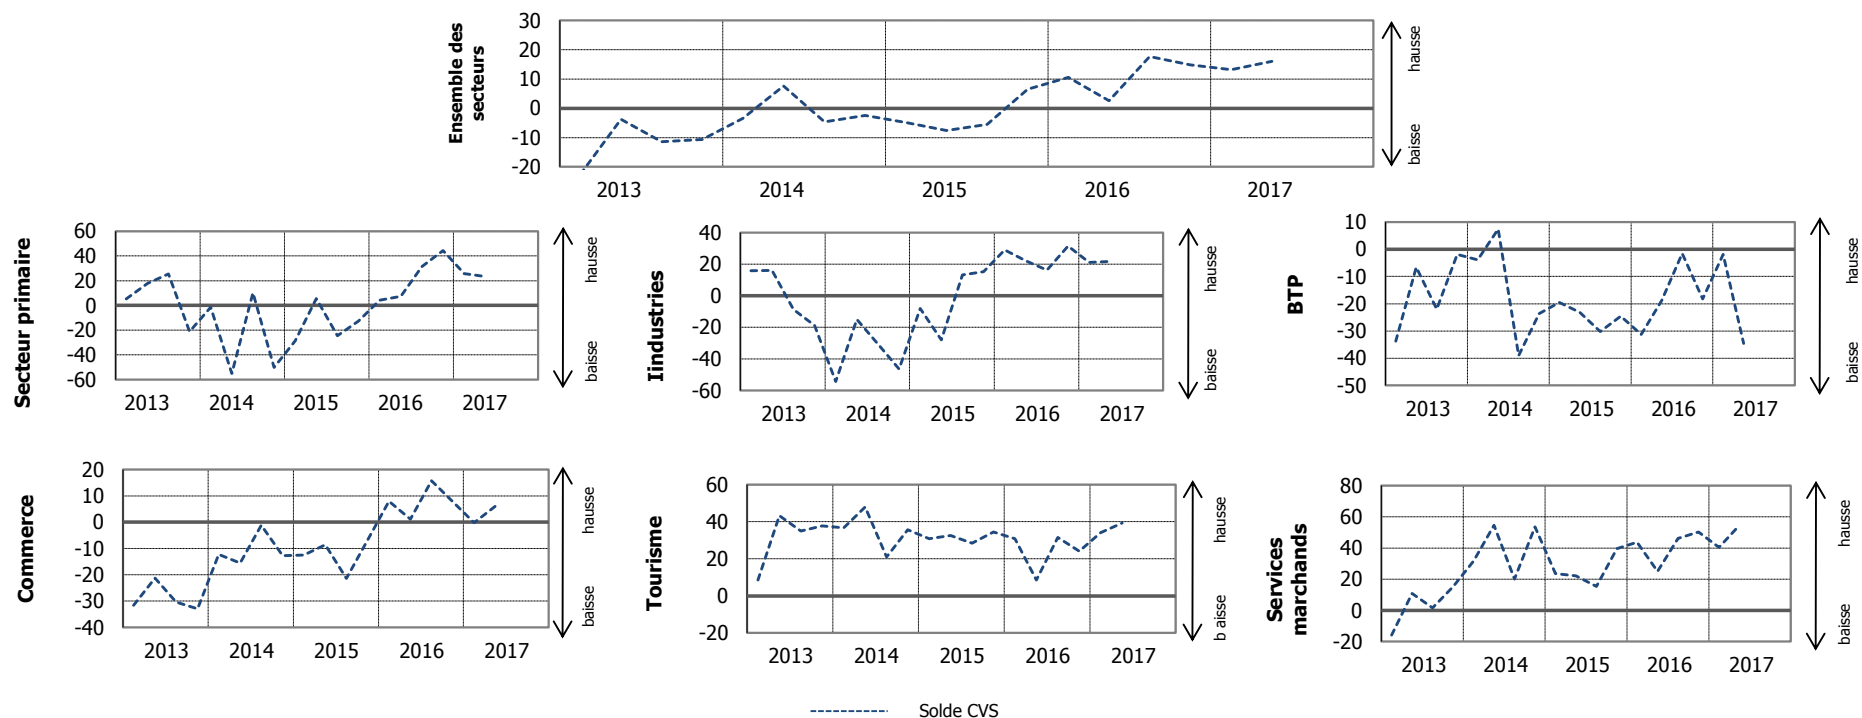 Ensemble des
secteurs
30
20
10
0
-10
-20
2013 2014 2015 2016 2017
hausse
baisse
Secteur primaire
60
40
20
0
-20
-40
-60
2013 2014 2015 2016 2017
hausse
baisse
Iindustries
40
20
0
-20
-40
-60
2013 2014 2015 2016 2017
hausse
baisse
BTP
10
0
-10
-20
-30
-40
-50
2013 2014 2015 2016 2017
hausse
baisse
Commerce
20
10
0
-10
-20
-30
-40
2013 2014 2015 2016 2017
hausse
baisse
Tourisme
60
40
20
0
-20
2013 2014 2015 2016 2017
hausse
b aisse
Services
marchands
80
60
40
20
0
-20
2013 2014 2015 2016 2017
hausse
baisse
Solde CVS